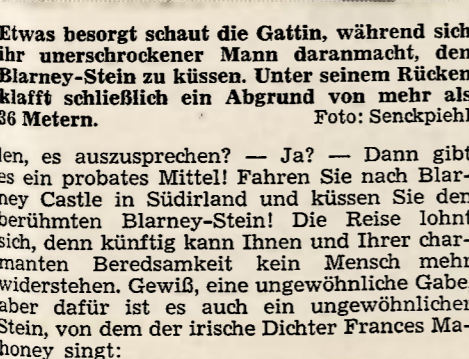 Etwas besorgt schaut die Gattin, während sich
ihr unerschrockener Mann daranmacht, den
Blarney-Stein zu küssen. Unter seinem Rücken
klafft schließlich ein Abgrund von mehr als
36 Metern. Foto: Senckpiehl
len, es auszusprechen? — Ja? — Dann gibt
es ein probates Mittel! Fahren Sie nach Blar-
ney Castle in Südirland und küssen Sie den
berühmten Blarney-Stein! Die Reise lohnt
sich, denn künftig kann Ihnen und Ihrer char-
manten Beredsamkeit kein Mensch mehr
widerstehen. Gewiß, eine ungewöhnliche Gabe,
aber dafür ist es auch ein ungewöhnlicher
Stein, von dem der irische Dichter Frances Ma-
honey singt: